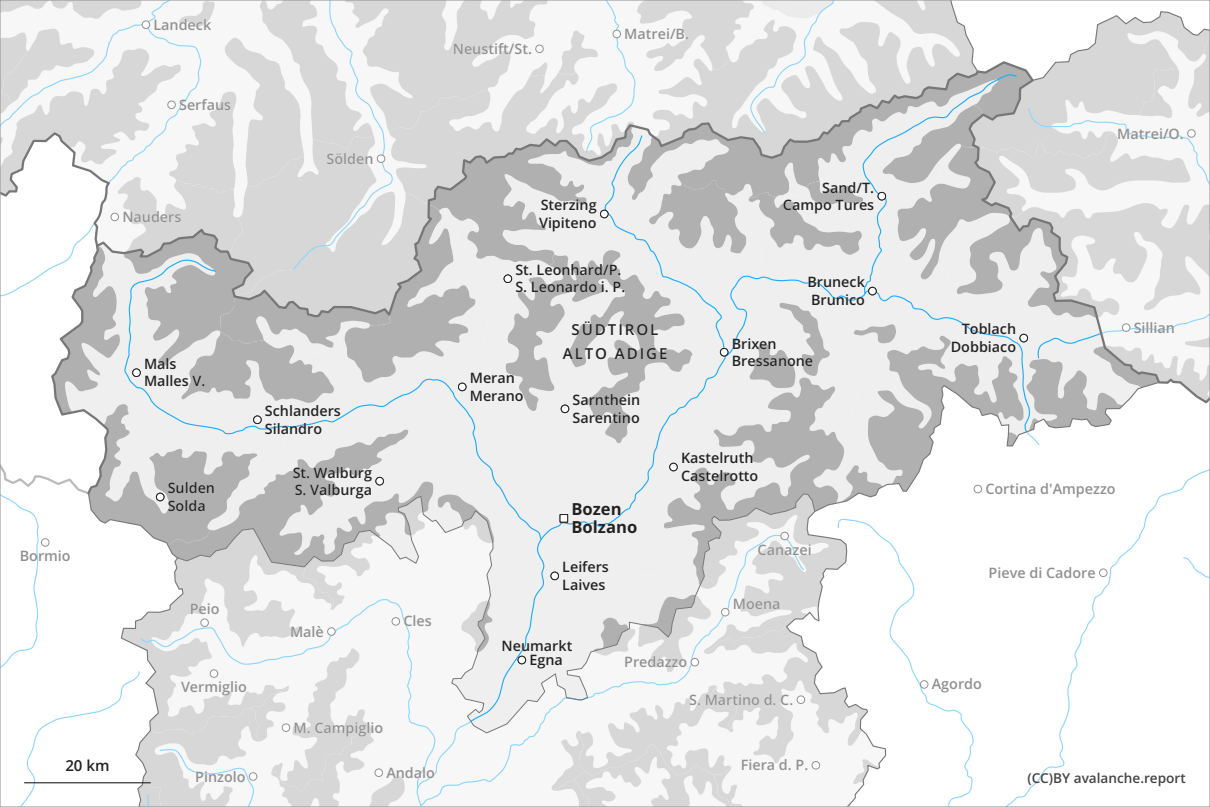 Landeck
Matrei/B.
Neustift/St.
Serfaus
Matrei/O.
Sölden
Sand/T.
Campo Tures
Sterzing
Vipiteno
Nauders
St. Leonhard/P.
S. Leonardo i. P.
Bruneck
Brunico
SÜDTIROL
ALTO ADIGE
Toblach
Dobbiaco
Sillian
Brixen
Bressanone
Mals
Malles V.
Meran
Merano
Sarnthein
Sarentino
Schlanders
Silandro
Kastelruth
Castelrotto
St. Walburg
S. Valburga
Sulden
Solda
Cortina d'Ampezzo
Bozen
Bolzano
Bormio
Canazei
Leifers
Laives
Pieve di Cadore
Peio
Moena
Cles
Malè
Neumarkt
Egna
Predazzo
Vermiglio
Agordo
S. Martino d. C.
M. Campiglio
20 km
Fiera d. P.
Pinzolo
Andalo
(CC)BY avalanche.report